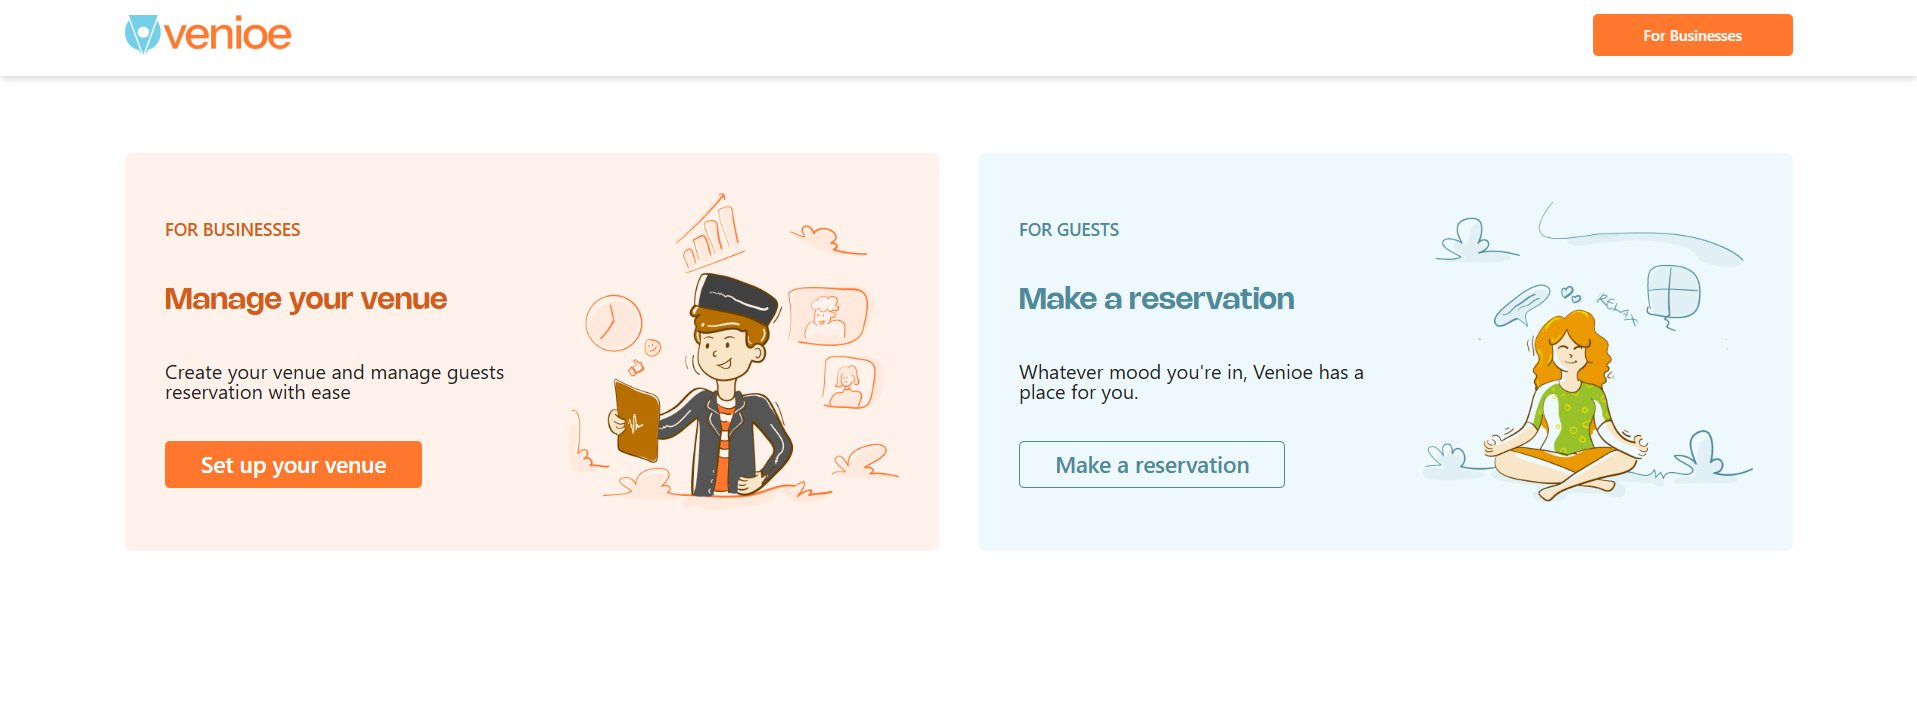 venioe
For Businesses
FOR BUSINESSES
Manage your venue
Create your venue and manage guests
reservation with ease
Set up your venue
FOR GUESTS
Make a reservation
Whatever mood you're in, Venioe has a
place for you.
Make a reservation
RELAX